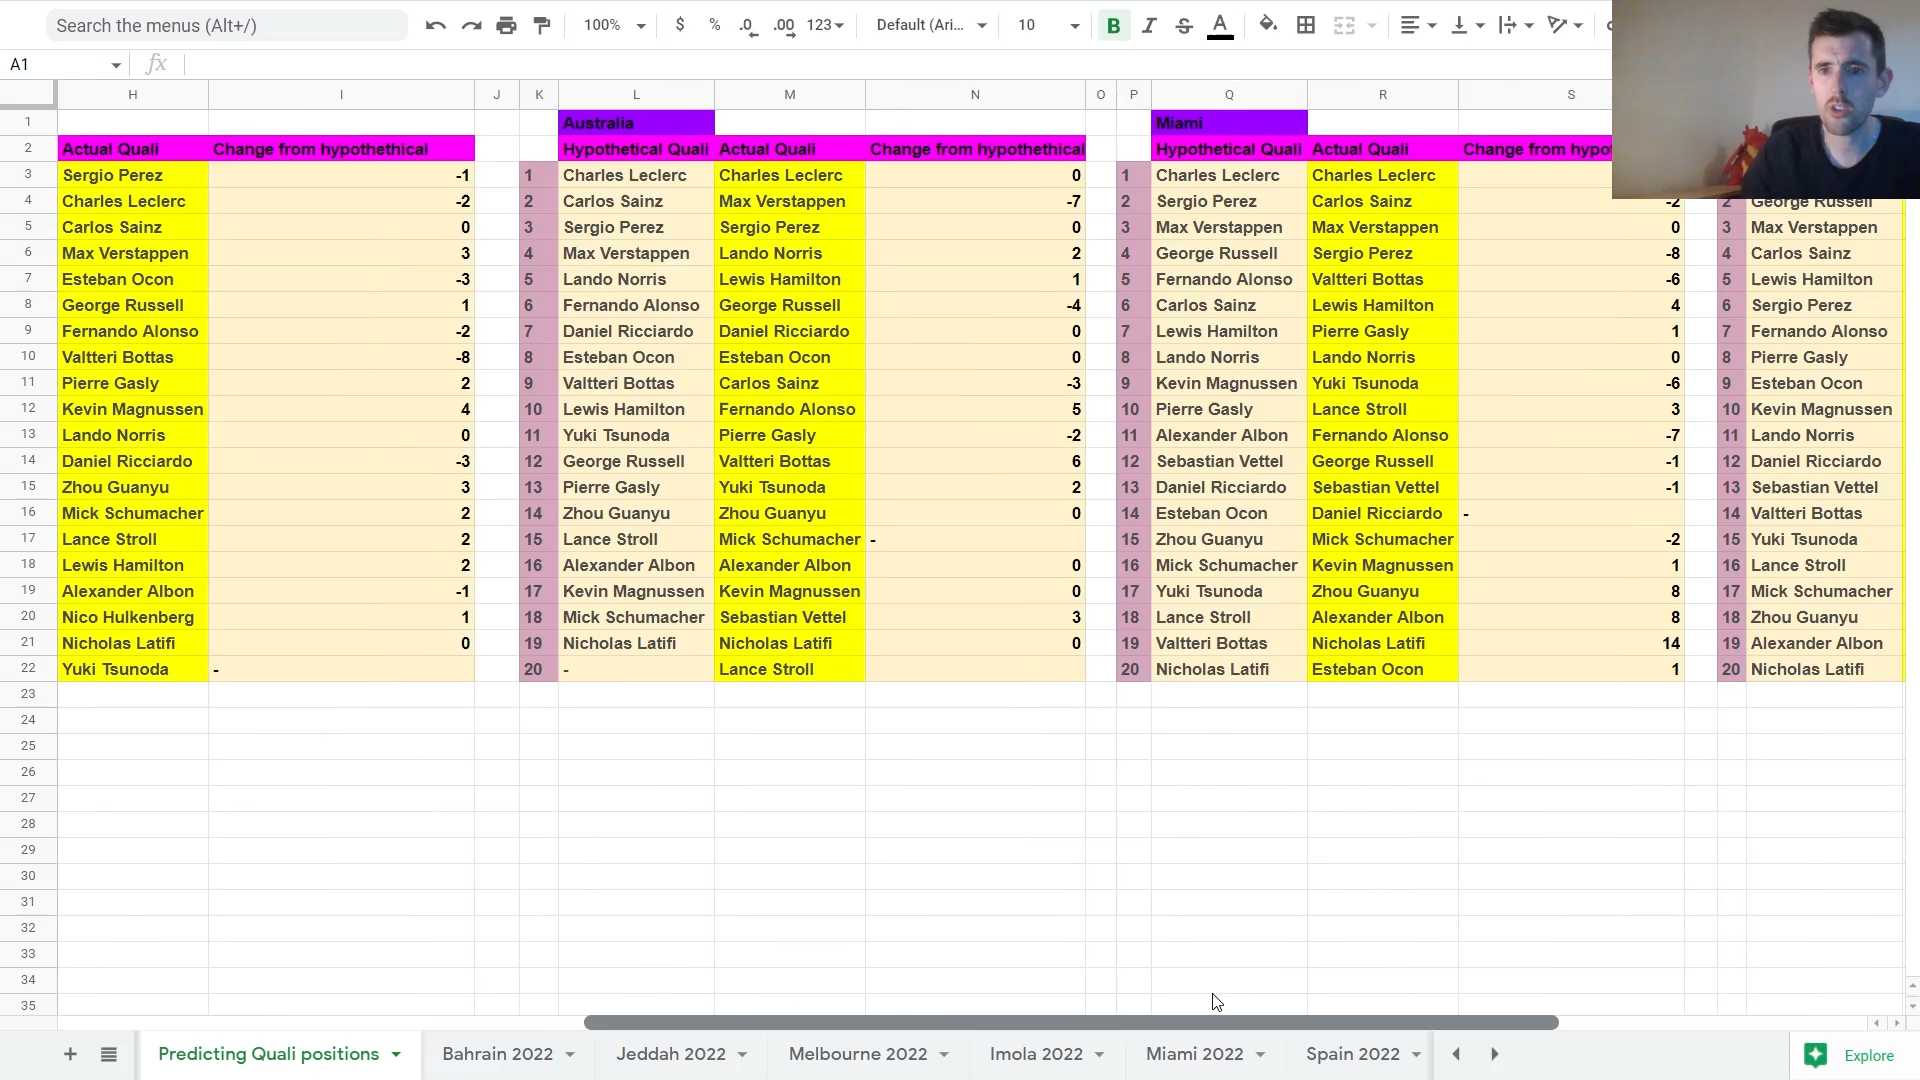 Search the menus (Alt+/) 100% $ % .0 .00 123 Default (Ari... 10 B I S A
A1 fx
H I J K L M N O P Q R S
1 Australia Miami
2 Actual Quali Change from hypothethical Hypothetical Quali Actual Quali Change from hypothethical Hypothetical Quali Actual Quali Change from hypot
3 Sergio Perez -1 1 Charles Leclerc Charles Leclerc 0 1 Charles Leclerc Charles Leclerc
4 Charles Leclerc -2 2 Carlos Sainz Max Verstappen -7 2 Sergio Perez Carlos Sainz -2 2 George Russell
5 Carlos Sainz 0 3 Sergio Perez Sergio Perez 0 3 Max Verstappen Max Verstappen 0 3 Max Verstappen
6 Max Verstappen 3 4 Max Verstappen Lando Norris 2 4 George Russell Sergio Perez -8 4 Carlos Sainz
7 Esteban Ocon -3 5 Lando Norris Lewis Hamilton 1 5 Fernando Alonso Valtteri Bottas -6 5 Lewis Hamilton
8 George Russell 1 6 Fernando Alonso George Russell -4 6 Carlos Sainz Lewis Hamilton 4 6 Sergio Perez
9 Fernando Alonso -2 7 Daniel Ricciardo Daniel Ricciardo 0 7 Lewis Hamilton Pierre Gasly 1 7 Fernando Alonso
10 Valtteri Bottas -8 8 Esteban Ocon Esteban Ocon 0 8 Lando Norris Lando Norris 0 8 Pierre Gasly
11 Pierre Gasly 2 9 Valtteri Bottas Carlos Sainz -3 9 Kevin Magnussen Yuki Tsunoda -6 9 Esteban Ocon
12 Kevin Magnussen 4 10 Lewis Hamilton Fernando Alonso 5 10 Pierre Gasly Lance Stroll 3 10 Kevin Magnussen
13 Lando Norris 0 11 Yuki Tsunoda Pierre Gasly -2 11 Alexander Albon Fernando Alonso -7 11 Lando Norris
14 Daniel Ricciardo -3 12 George Russell Valtteri Bottas 6 12 Sebastian Vettel George Russell -1 12 Daniel Ricciardo
15 Zhou Guanyu 3 13 Pierre Gasly Yuki Tsunoda 2 13 Daniel Ricciardo Sebastian Vettel -1 13 Sebastian Vettel
16 Mick Schumacher 2 14 Zhou Guanyu Zhou Guanyu 0 14 Esteban Ocon Daniel Ricciardo - 14 Valtteri Bottas
17 Lance Stroll 2 15 Lance Stroll Mick Schumacher - 15 Zhou Guanyu Mick Schumacher -2 15 Yuki Tsunoda
18 Lewis Hamilton 2 16 Alexander Albon Alexander Albon 0 16 Mick Schumacher Kevin Magnussen 1 16 Lance Stroll
19 Alexander Albon -1 17 Kevin Magnussen Kevin Magnussen 0 17 Yuki Tsunoda Zhou Guanyu 8 17 Mick Schumacher
20 Nico Hulkenberg 1 18 Mick Schumacher Sebastian Vettel 3 18 Lance Stroll Alexander Albon 8 18 Zhou Guanyu
21 Nicholas Latifi 0 19 Nicholas Latifi Nicholas Latifi 0 19 Valtteri Bottas Nicholas Latifi 14 19 Alexander Albon
22 Yuki Tsunoda - 20 - Lance Stroll 20 Nicholas Latifi Esteban Ocon 1 20 Nicholas Latifi
23
24
25
26
27
28
29
30
31
32
33
34
35
Predicting Quali positions Bahrain 2022 Jeddah 2022 Melbourne 2022 Imola 2022 Miami 2022 Spain 2022 Explore